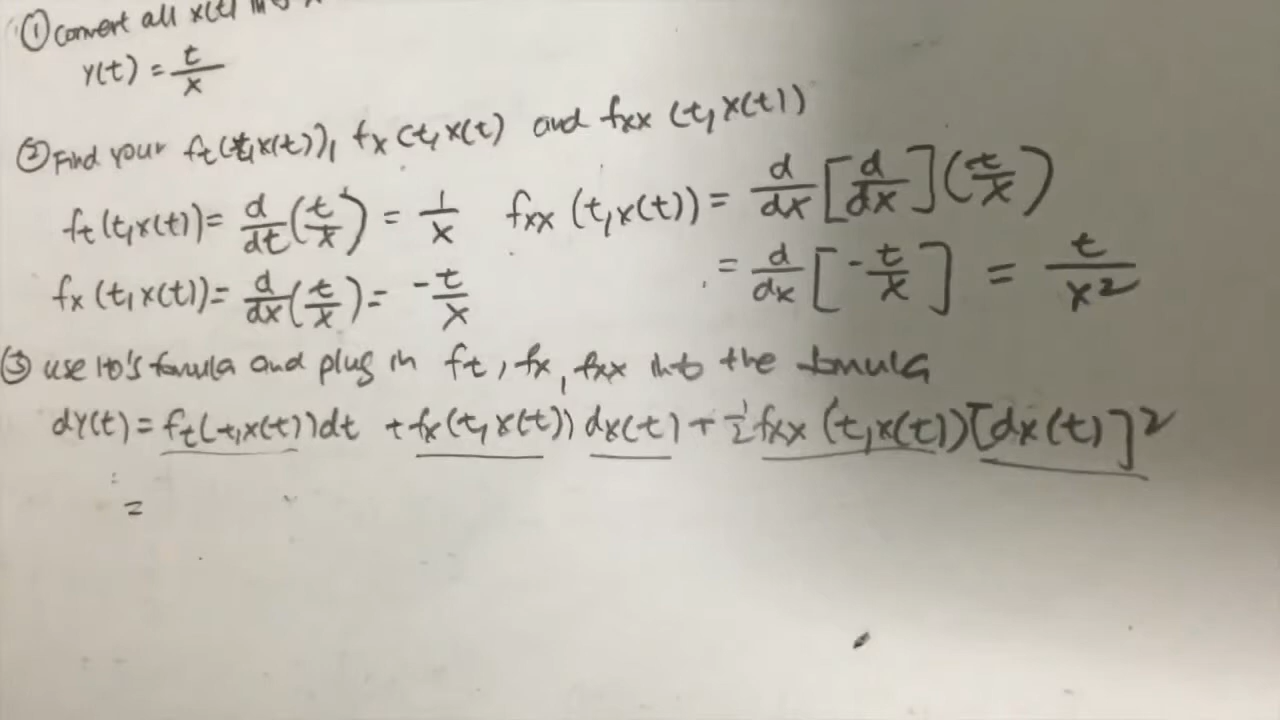 ① Convert all x(t) into x
Y(t) = t/x
② Find your ft(t,x(t)), fx(t,x(t) and fxx (t,x(t))
ft(t,x(t)) = d/dt (t/x) = 1/x
fx(t,x(t)) = d/dx (t/x) = -t/x
fxx (t,x(t)) = d/dx [d/dx] (t/x)
= d/dx [-t/x] = t/x²
③ use Ito's formula and plug in ft, fx, fxx into the formula
dY(t) = ft(t,x(t))dt + fx(t,x(t)) dx(t) + 1/2 fxx (t,x(t)) [dx(t)]²
=